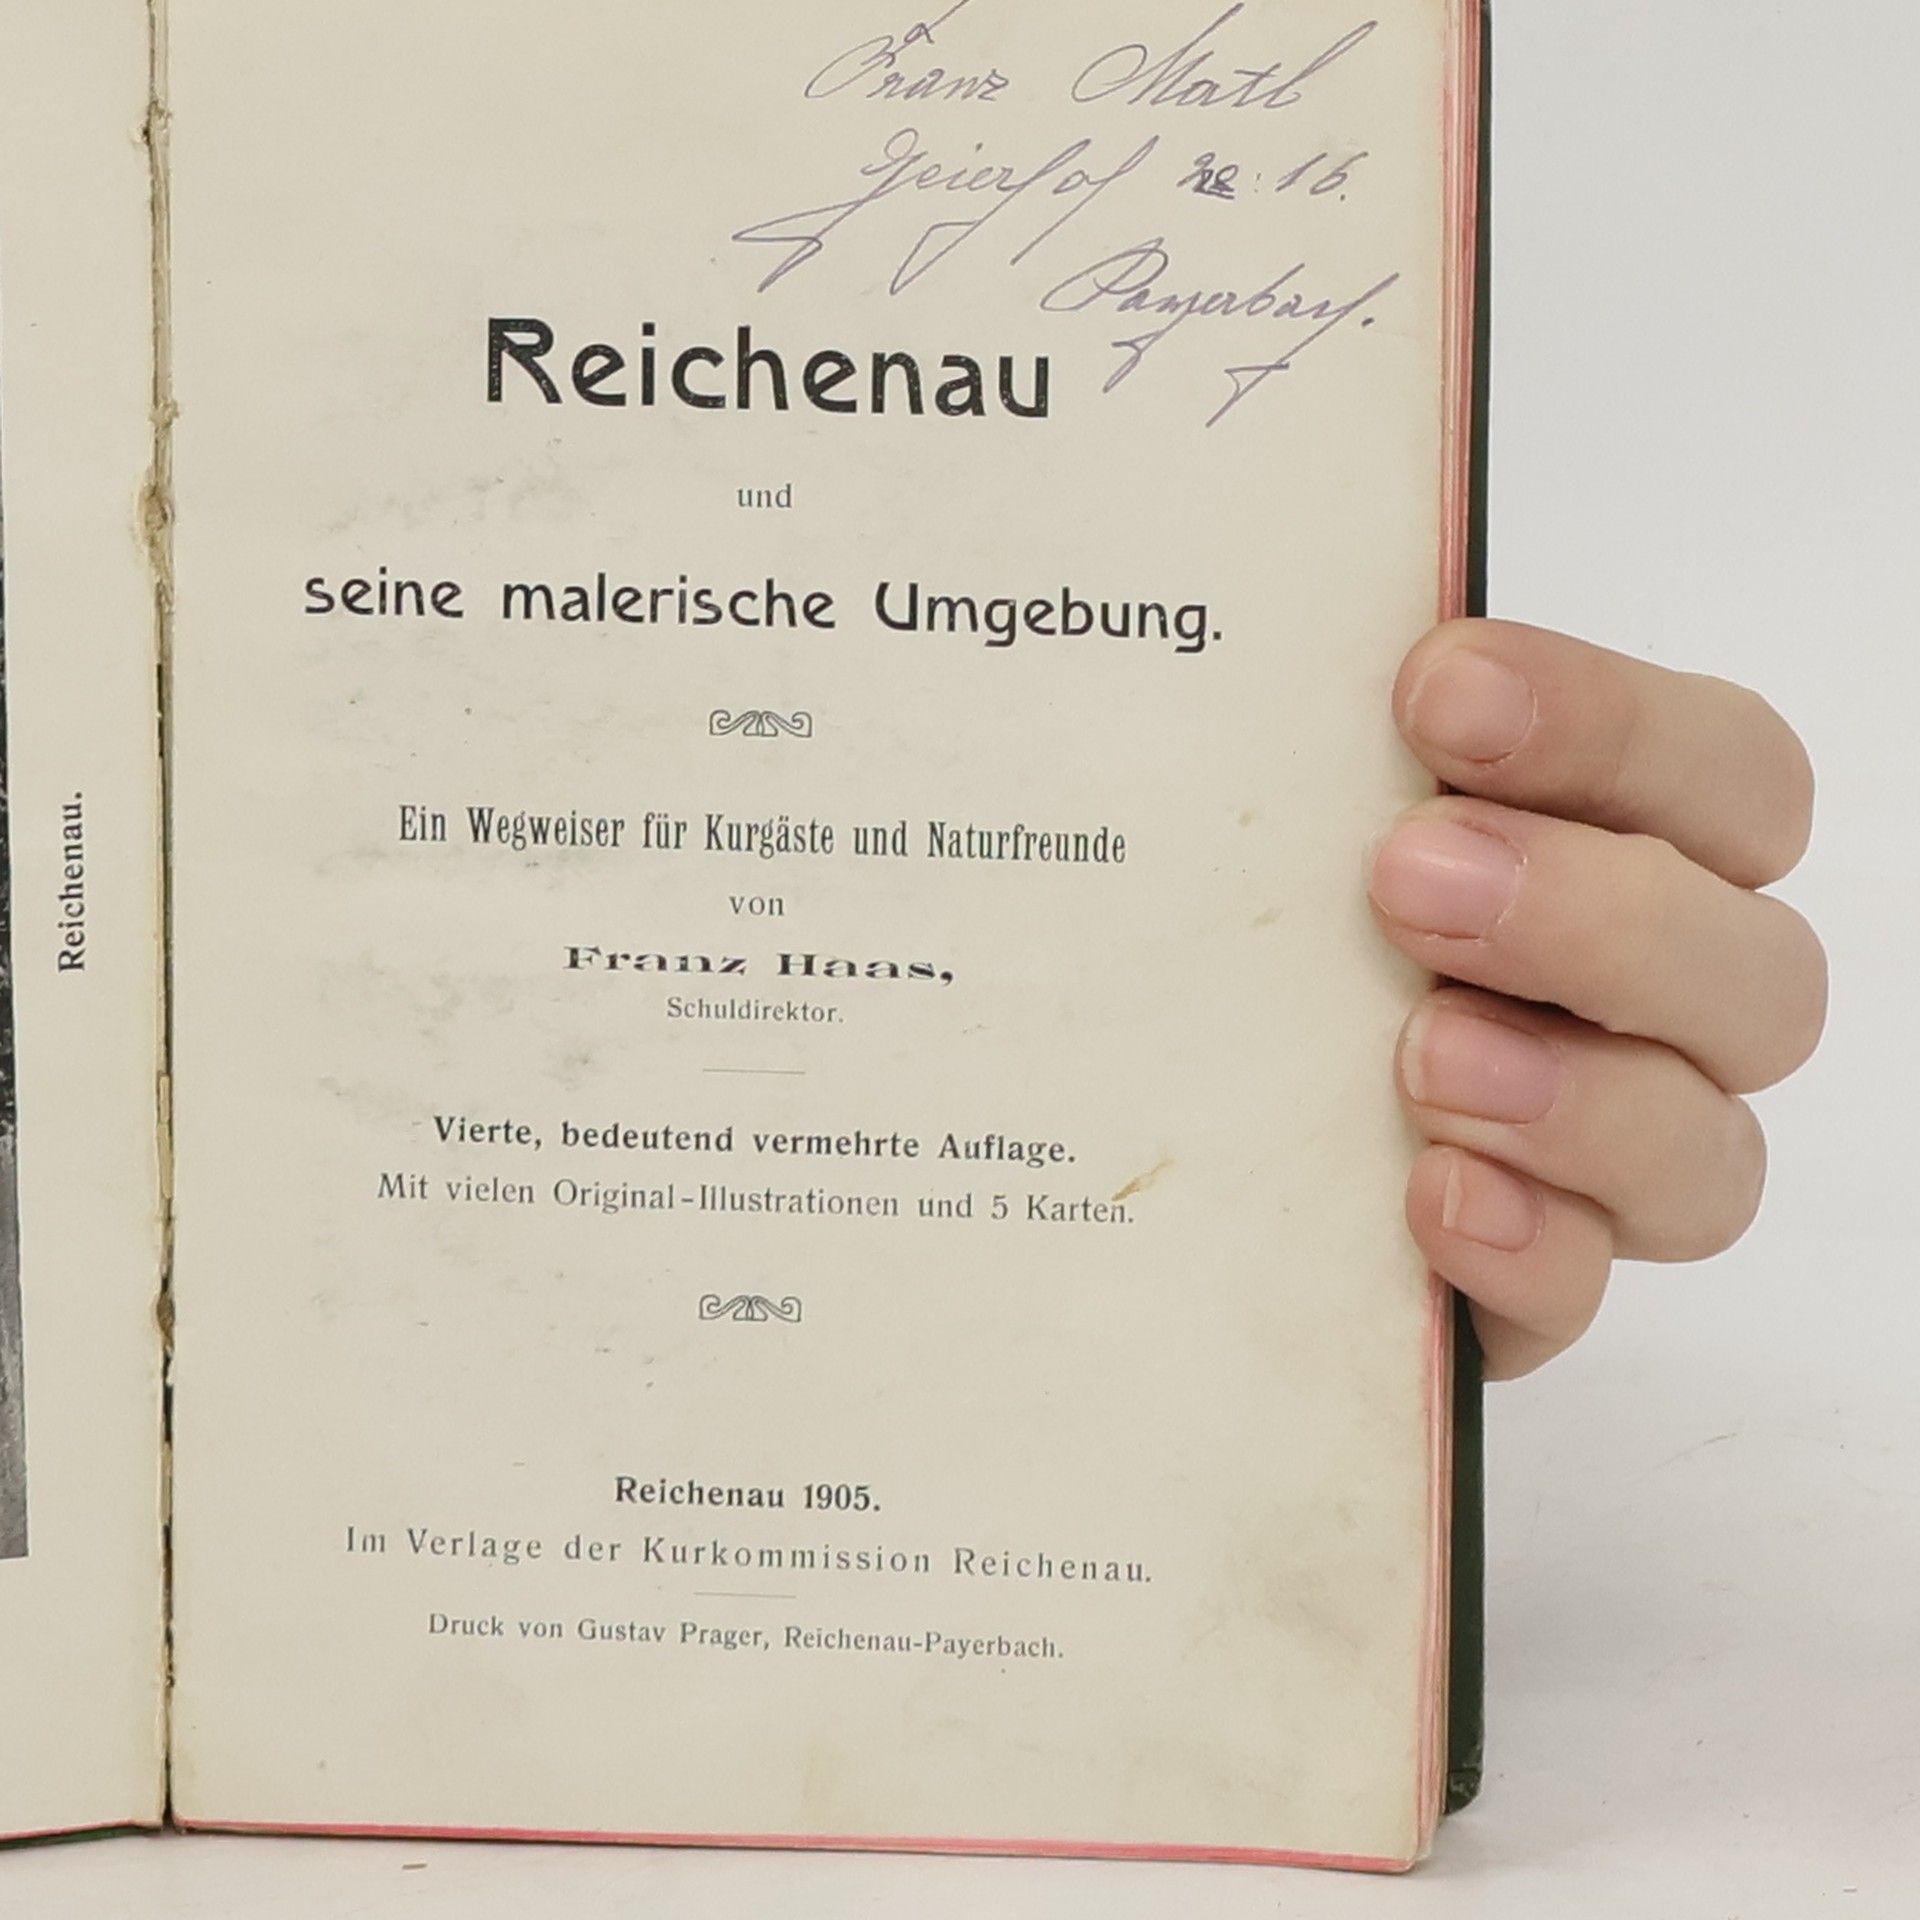 Franz Matl
Geierhof No: 16.
Payerbach.
Reichenau.
Reichenau
und
seine malerische Umgebung.
Ein Wegweiser für Kurgäste und Naturfreunde
von
Franz Haas,
Schuldirektor.
Vierte, bedeutend vermehrte Auflage.
Mit vielen Original-Illustrationen und 5 Karten.
Reichenau 1905.
Im Verlage der Kurkommission Reichenau.
Druck von Gustav Prager, Reichenau-Payerbach.